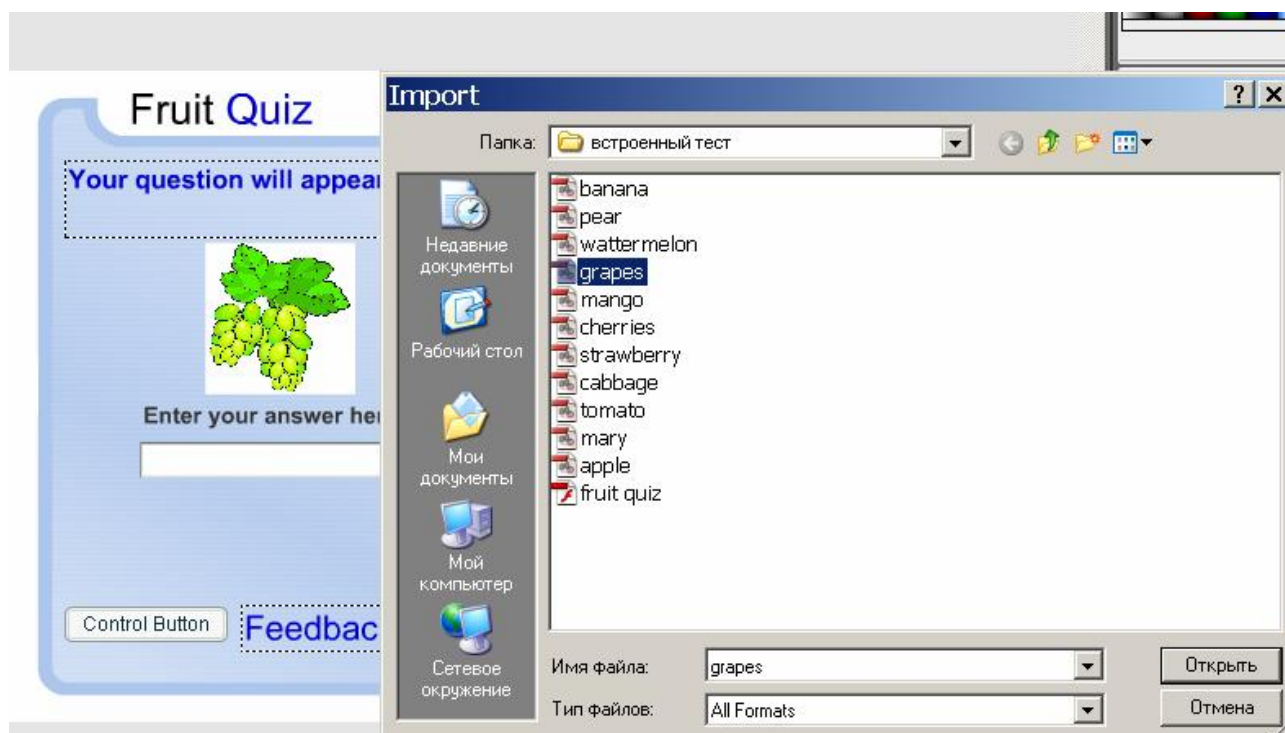 Fruit Quiz
Your question will appear
Enter your answer her
Control Button
Feedbac
Import
Папка:
встроенный тест
Недавние
документы
Рабочий стол
Мои
документы
Мой
компьютер
Сетевое
окружение
banana
pear
wattermelon
grapes
mango
cherries
strawberry
cabbage
tomato
mary
apple
fruit quiz
Имя файла:
grapes
Открыть
Тип файлов:
All Formats
Отмена